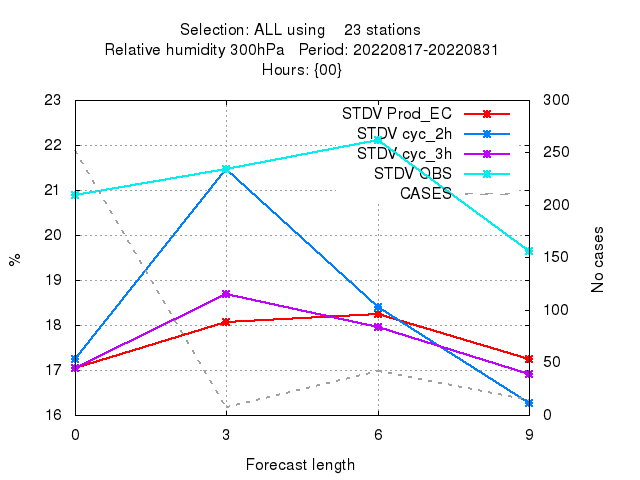 Selection: ALL using    23 stations
Relative humidity 300hPa   Period: 20220817-20220831
Hours: {00}
STDV Prod_EC
STDV cyc_2h
STDV cyc_3h
STDV OBS
CASES
23
22
21
20
19
18
17
16
%
300
250
200
150
100
50
0
No cases
0
3
6
9
Forecast length